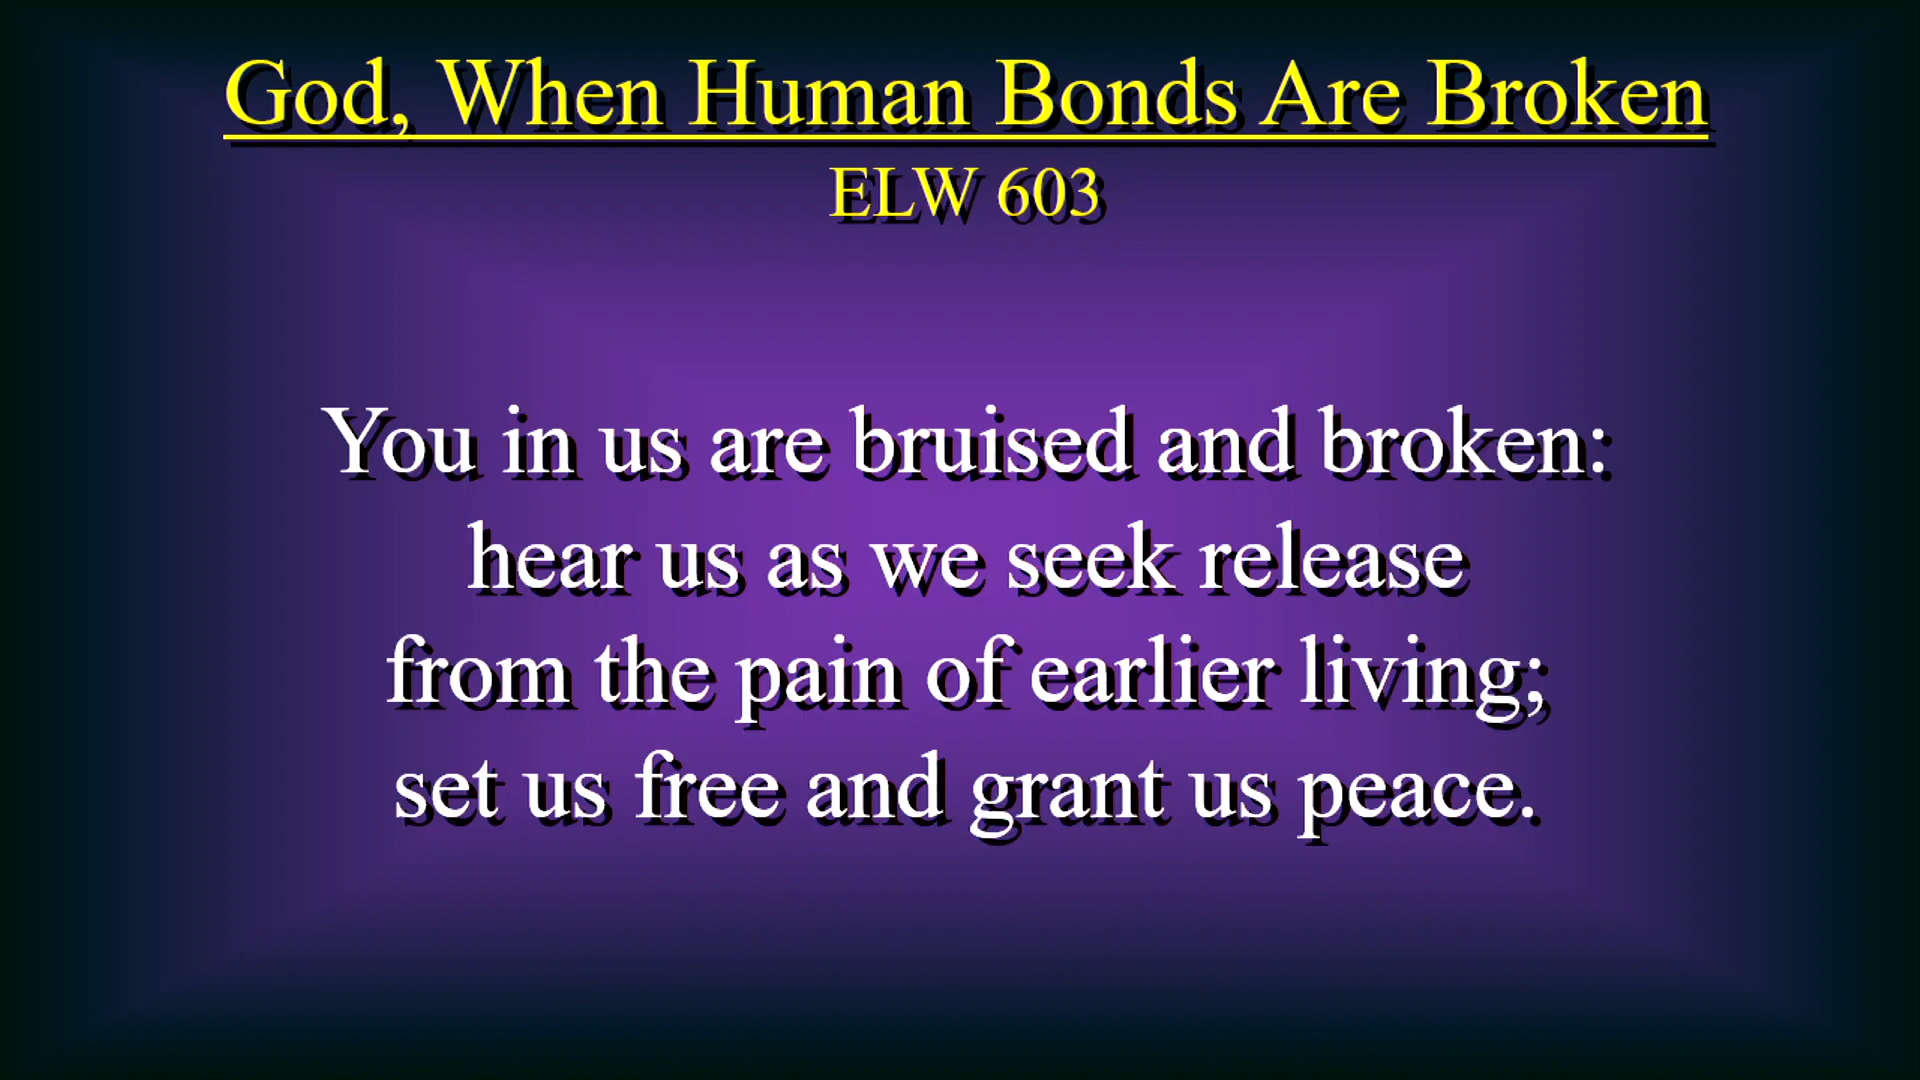 God, When Human Bonds Are Broken
ELW 603
You in us are bruised and broken:
hear us as we seek release
from the pain of earlier living;
set us free and grant us peace.